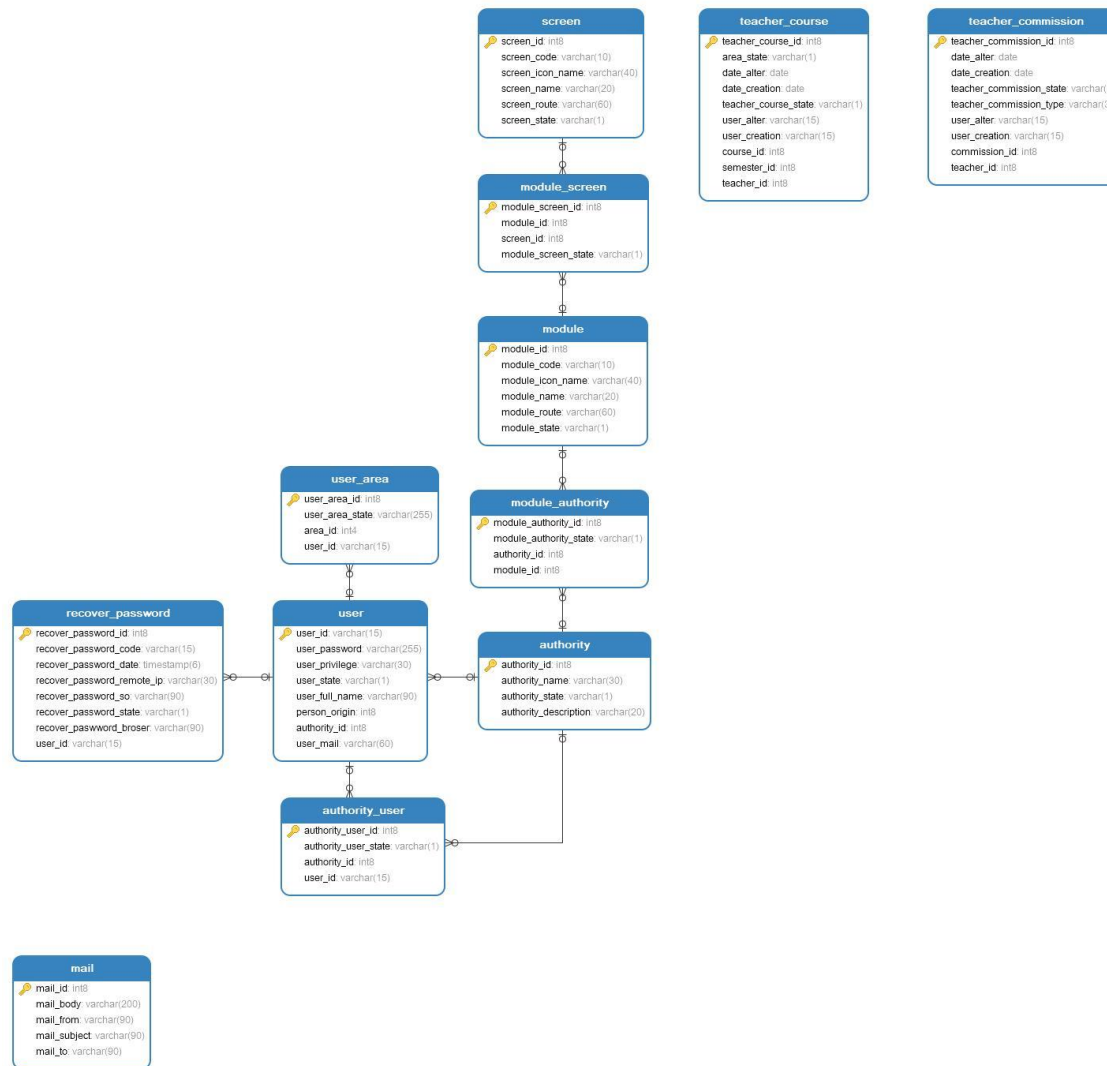 screen
screen_id: int8
screen_code: varchar(10)
screen_icon_name: varchar(40)
screen_name: varchar(20)
screen_route: varchar(60)
screen_state: varchar(1)
teacher_course
teacher_course_id: int8
area_state: varchar(1)
date_alter: date
date_creation: date
teacher_course_state: varchar(1)
user_alter: varchar(15)
user_creation: varchar(15)
course_id: int8
semester_id: int8
teacher_id: int8
teacher_commission
teacher_commission_id: int8
date_alter: date
date_creation: date
teacher_commission_state: varchar(
teacher_commission_type: varchar(
user_alter: varchar(15)
user_creation: varchar(15)
commission_id: int8
teacher_id: int8
module_screen
module_screen_id: int8
module_id: int8
screen_id: int8
module_screen_state: varchar(1)
module
module_id: int8
module_code: varchar(10)
module_icon_name: varchar(40)
module_name: varchar(20)
module_route: varchar(60)
module_state: varchar(1)
user_area
user_area_id: int8
user_area_state: varchar(255)
area_id: int4
user_id: varchar(15)
module_authority
module_authority_id: int8
module_authority_state: varchar(1)
authority_id: int8
module_id: int8
recover_password
recover_password_id: int8
recover_password_code: varchar(15)
recover_password_date: timestamp(6)
recover_password_remote_ip: varchar(30)
recover_password_so: varchar(90)
recover_password_state: varchar(1)
recover_paswword_broser: varchar(90)
user_id: varchar(15)
user
user_id: varchar(15)
user_password: varchar(255)
user_privilege: varchar(30)
user_state: varchar(1)
user_full_name: varchar(90)
person_origin: int8
authority_id: int8
user_mail: varchar(60)
authority
authority_id: int8
authority_name: varchar(30)
authority_state: varchar(1)
authority_description: varchar(20)
authority_user
authority_user_id: int8
authority_user_state: varchar(1)
authority_id: int8
user_id: varchar(15)
mail
mail_id: int8
mail_body: varchar(200)
mail_from: varchar(90)
mail_subject: varchar(90)
mail_to: varchar(90)